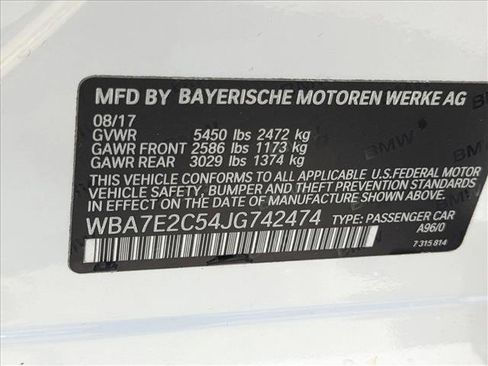 MFD BY BAYERISCHE MOTOREN WERKE AG
08/17
GVWR 5450 lbs 2472 kg
GAWR FRONT 2586 lbs 1173 kg
GAWR REAR 3029 lbs 1374 kg
THIS VEHICLE CONFORMS TO ALL APPLICABLE U.S.FEDERAL MOTOR
VEHICLE SAFETY, BUMPER AND THEFT PREVENTION STANDARDS IN
EFFECT ON THE DATE OF MANUFACTURE SHOWN ABOVE.
WBA7E2C54JG742474 TYPE: PASSENGER CAR
A96/0
7 315 814
BMW